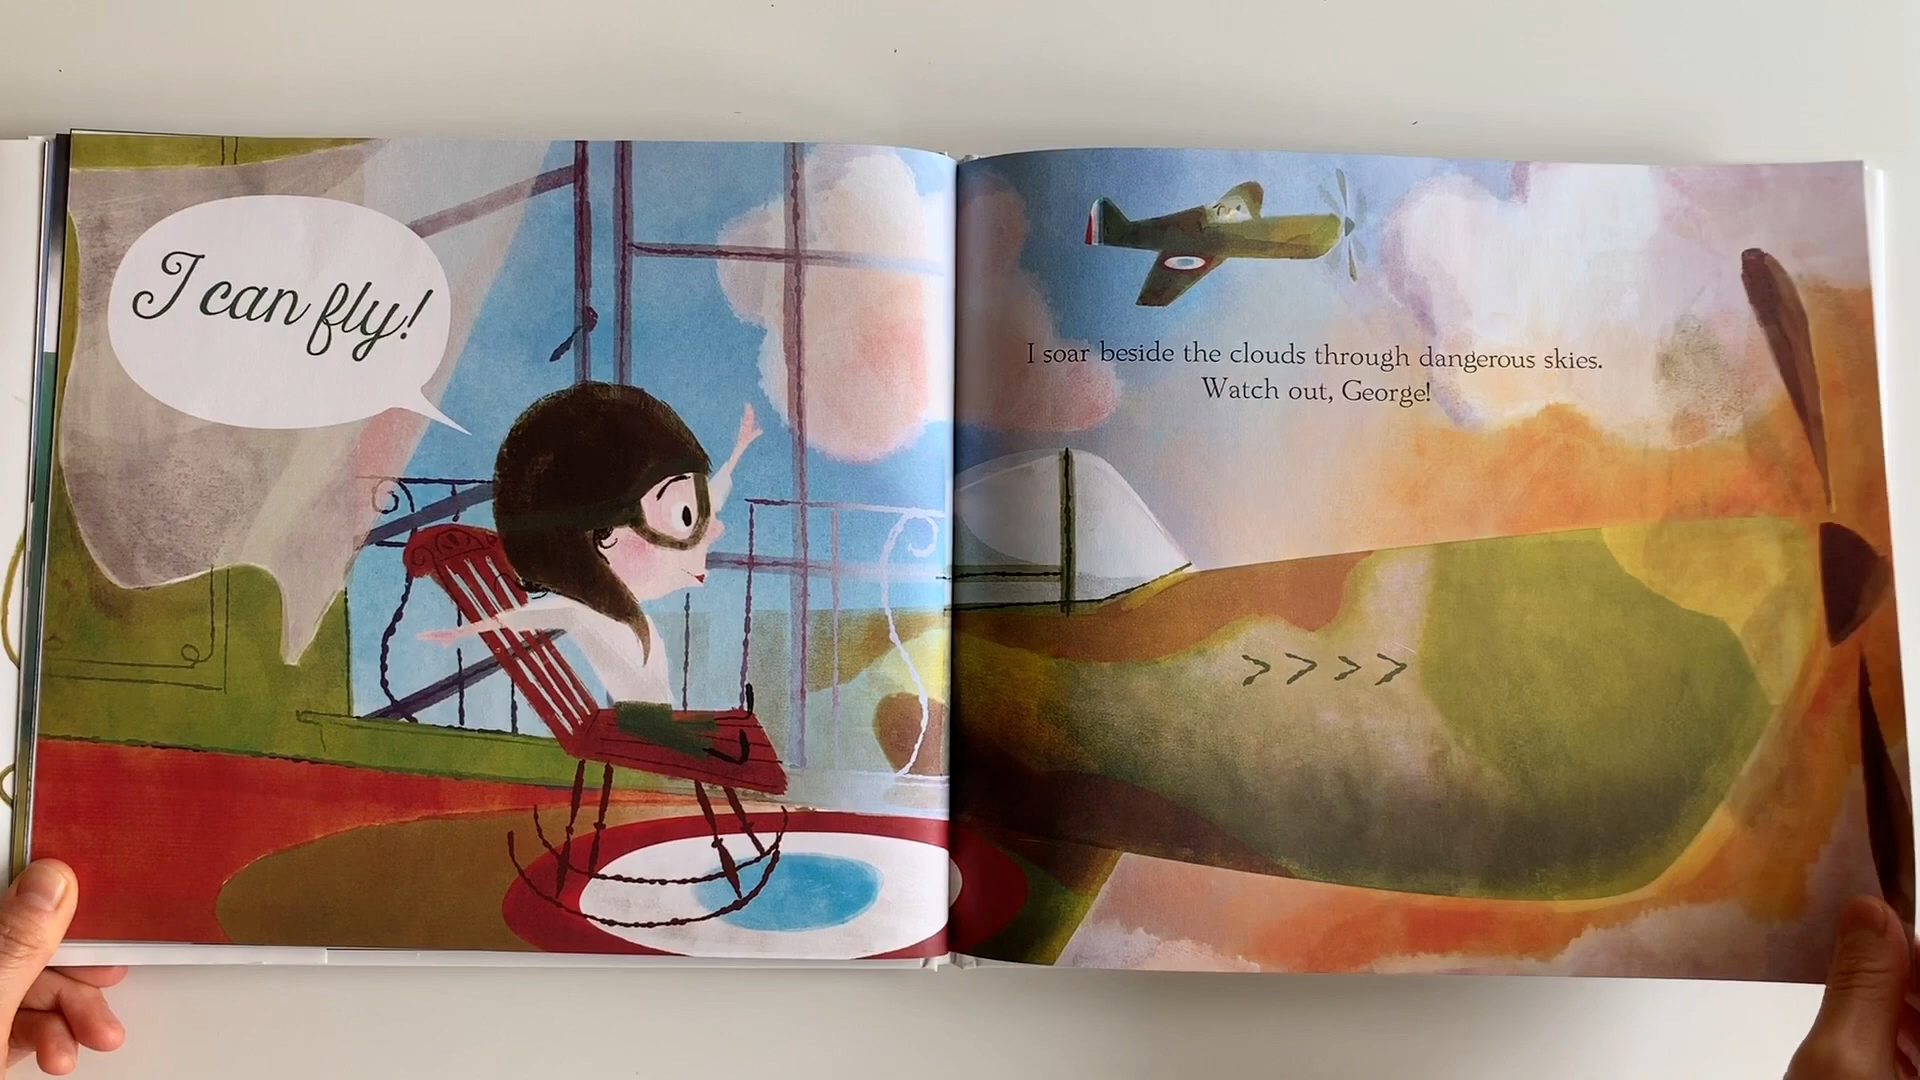 I can fly!
I soar beside the clouds through dangerous skies.
Watch out, George!